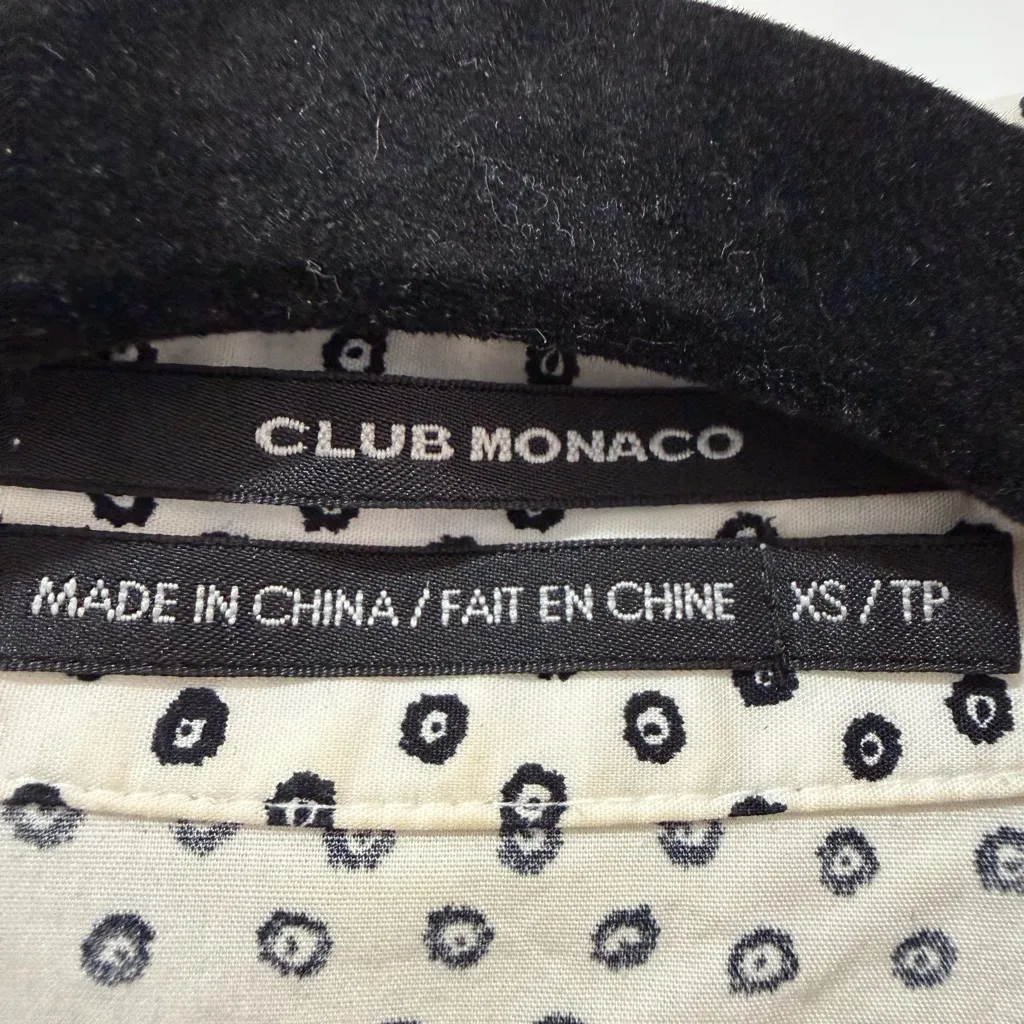 CLUB MONACO
MADE IN CHINA / FAIT EN CHINE XS / TP